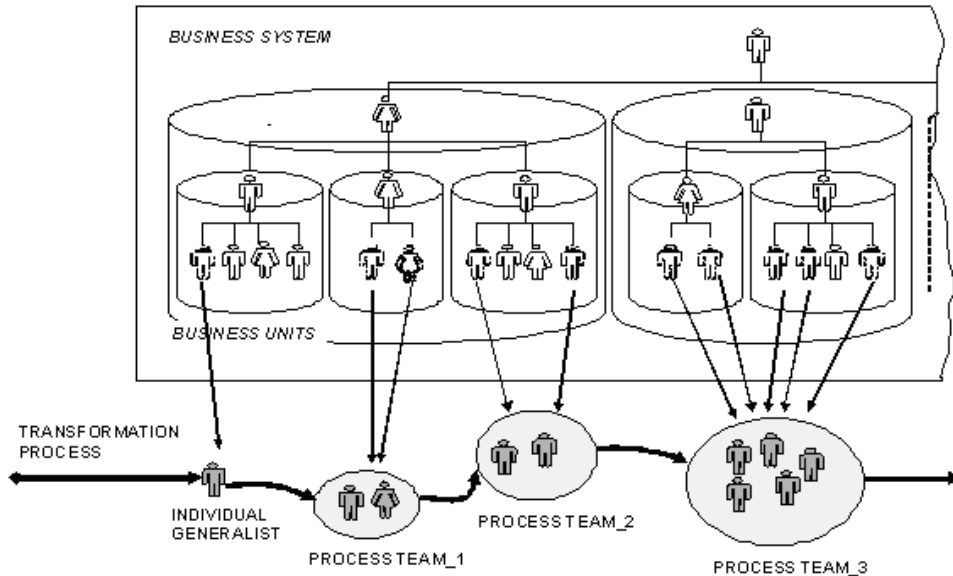 BUSINESS SYSTEM
BUSINESS UNITS
TRANSFORMATION
PROCESS
INDIVIDUAL
GENERALIST
PROCESS TEAM_1
PROCESS TEAM_2
PROCESS TEAM_3